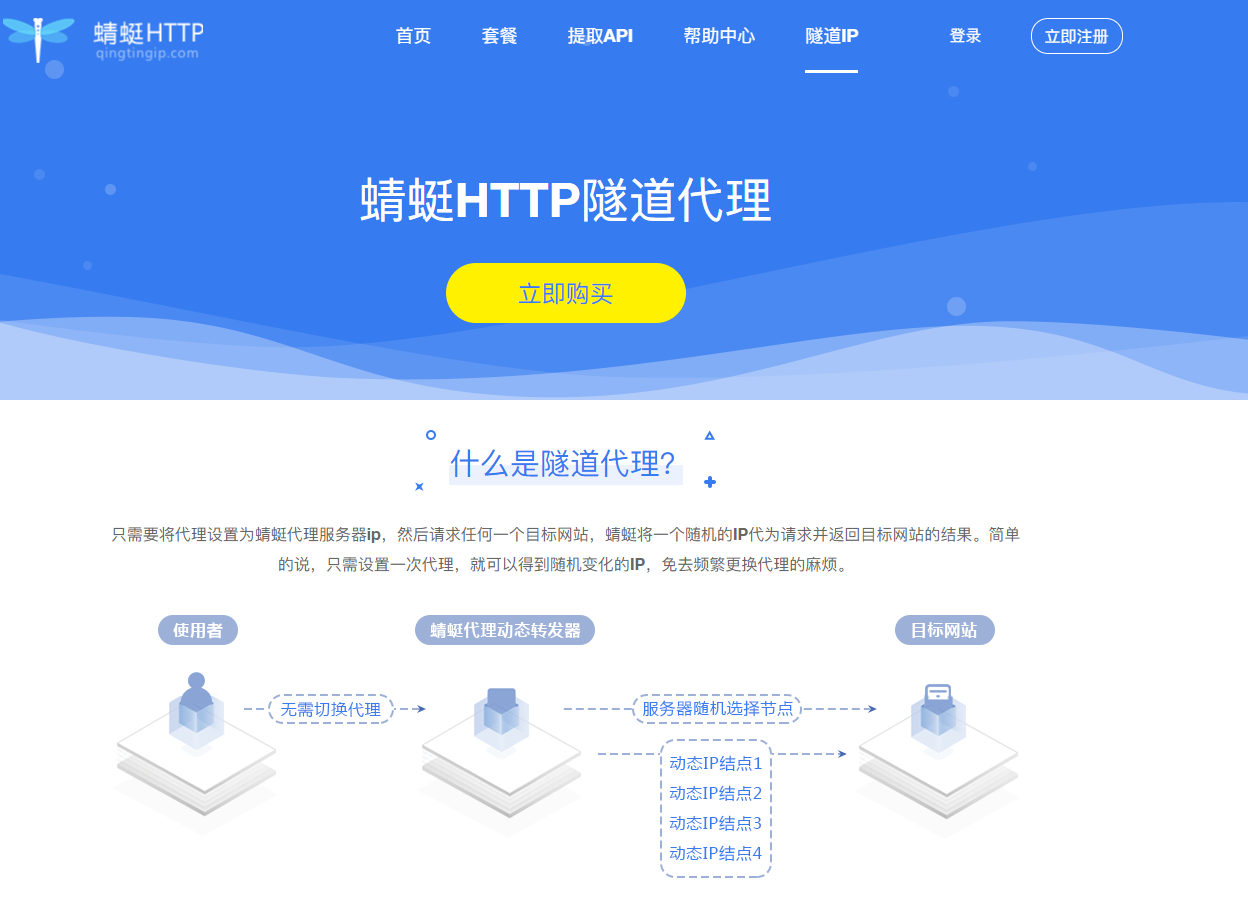 蜻蜓HTTP
qingtingip.com
首页 套餐 提取API 帮助中心 隧道IP 登录 立即注册
蜻蜓HTTP隧道代理
立即购买
什么是隧道代理?
只需要将代理设置为蜻蜓代理服务器ip，然后请求任何一个目标网站，蜻蜓将一个随机的IP代为请求并返回目标网站的结果。简单
的说，只需设置一次代理，就可以得到随机变化的IP，免去频繁更换代理的麻烦。
使用者 蜻蜓代理动态转发器 目标网站
无需切换代理 服务器随机选择节点
动态IP结点1
动态IP结点2
动态IP结点3
动态IP结点4